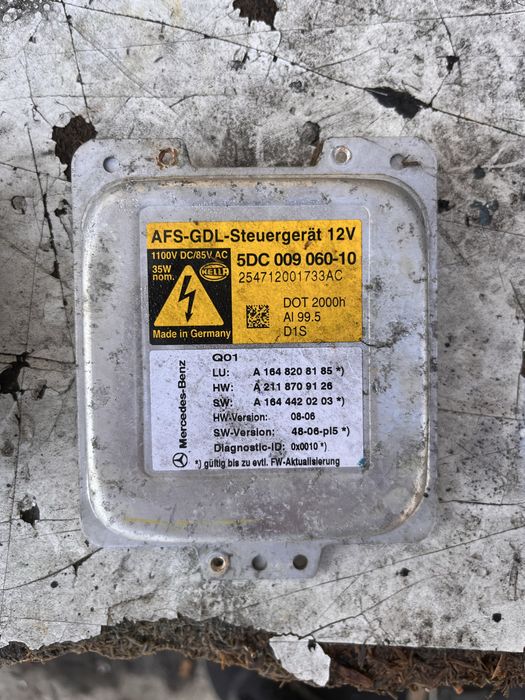 AFS-GDL-Steuergerät 12V
1100V DC/85V AC
35W
nom.
HELLA
5DC 009 060-10
254712001733AC
DOT 2000h
Al 99.5
D1S
Made in Germany
Mercedes-Benz
Q01
LU: A 164 820 81 85 *)
HW: A 211 870 91 26
SW: A 164 442 02 03 *)
HW-Version: 08-06
SW-Version: 48-06-pl5 *)
Diagnostic-ID: 0x0010 *)
*) gültig bis zu evtl. FW-Aktualisierung